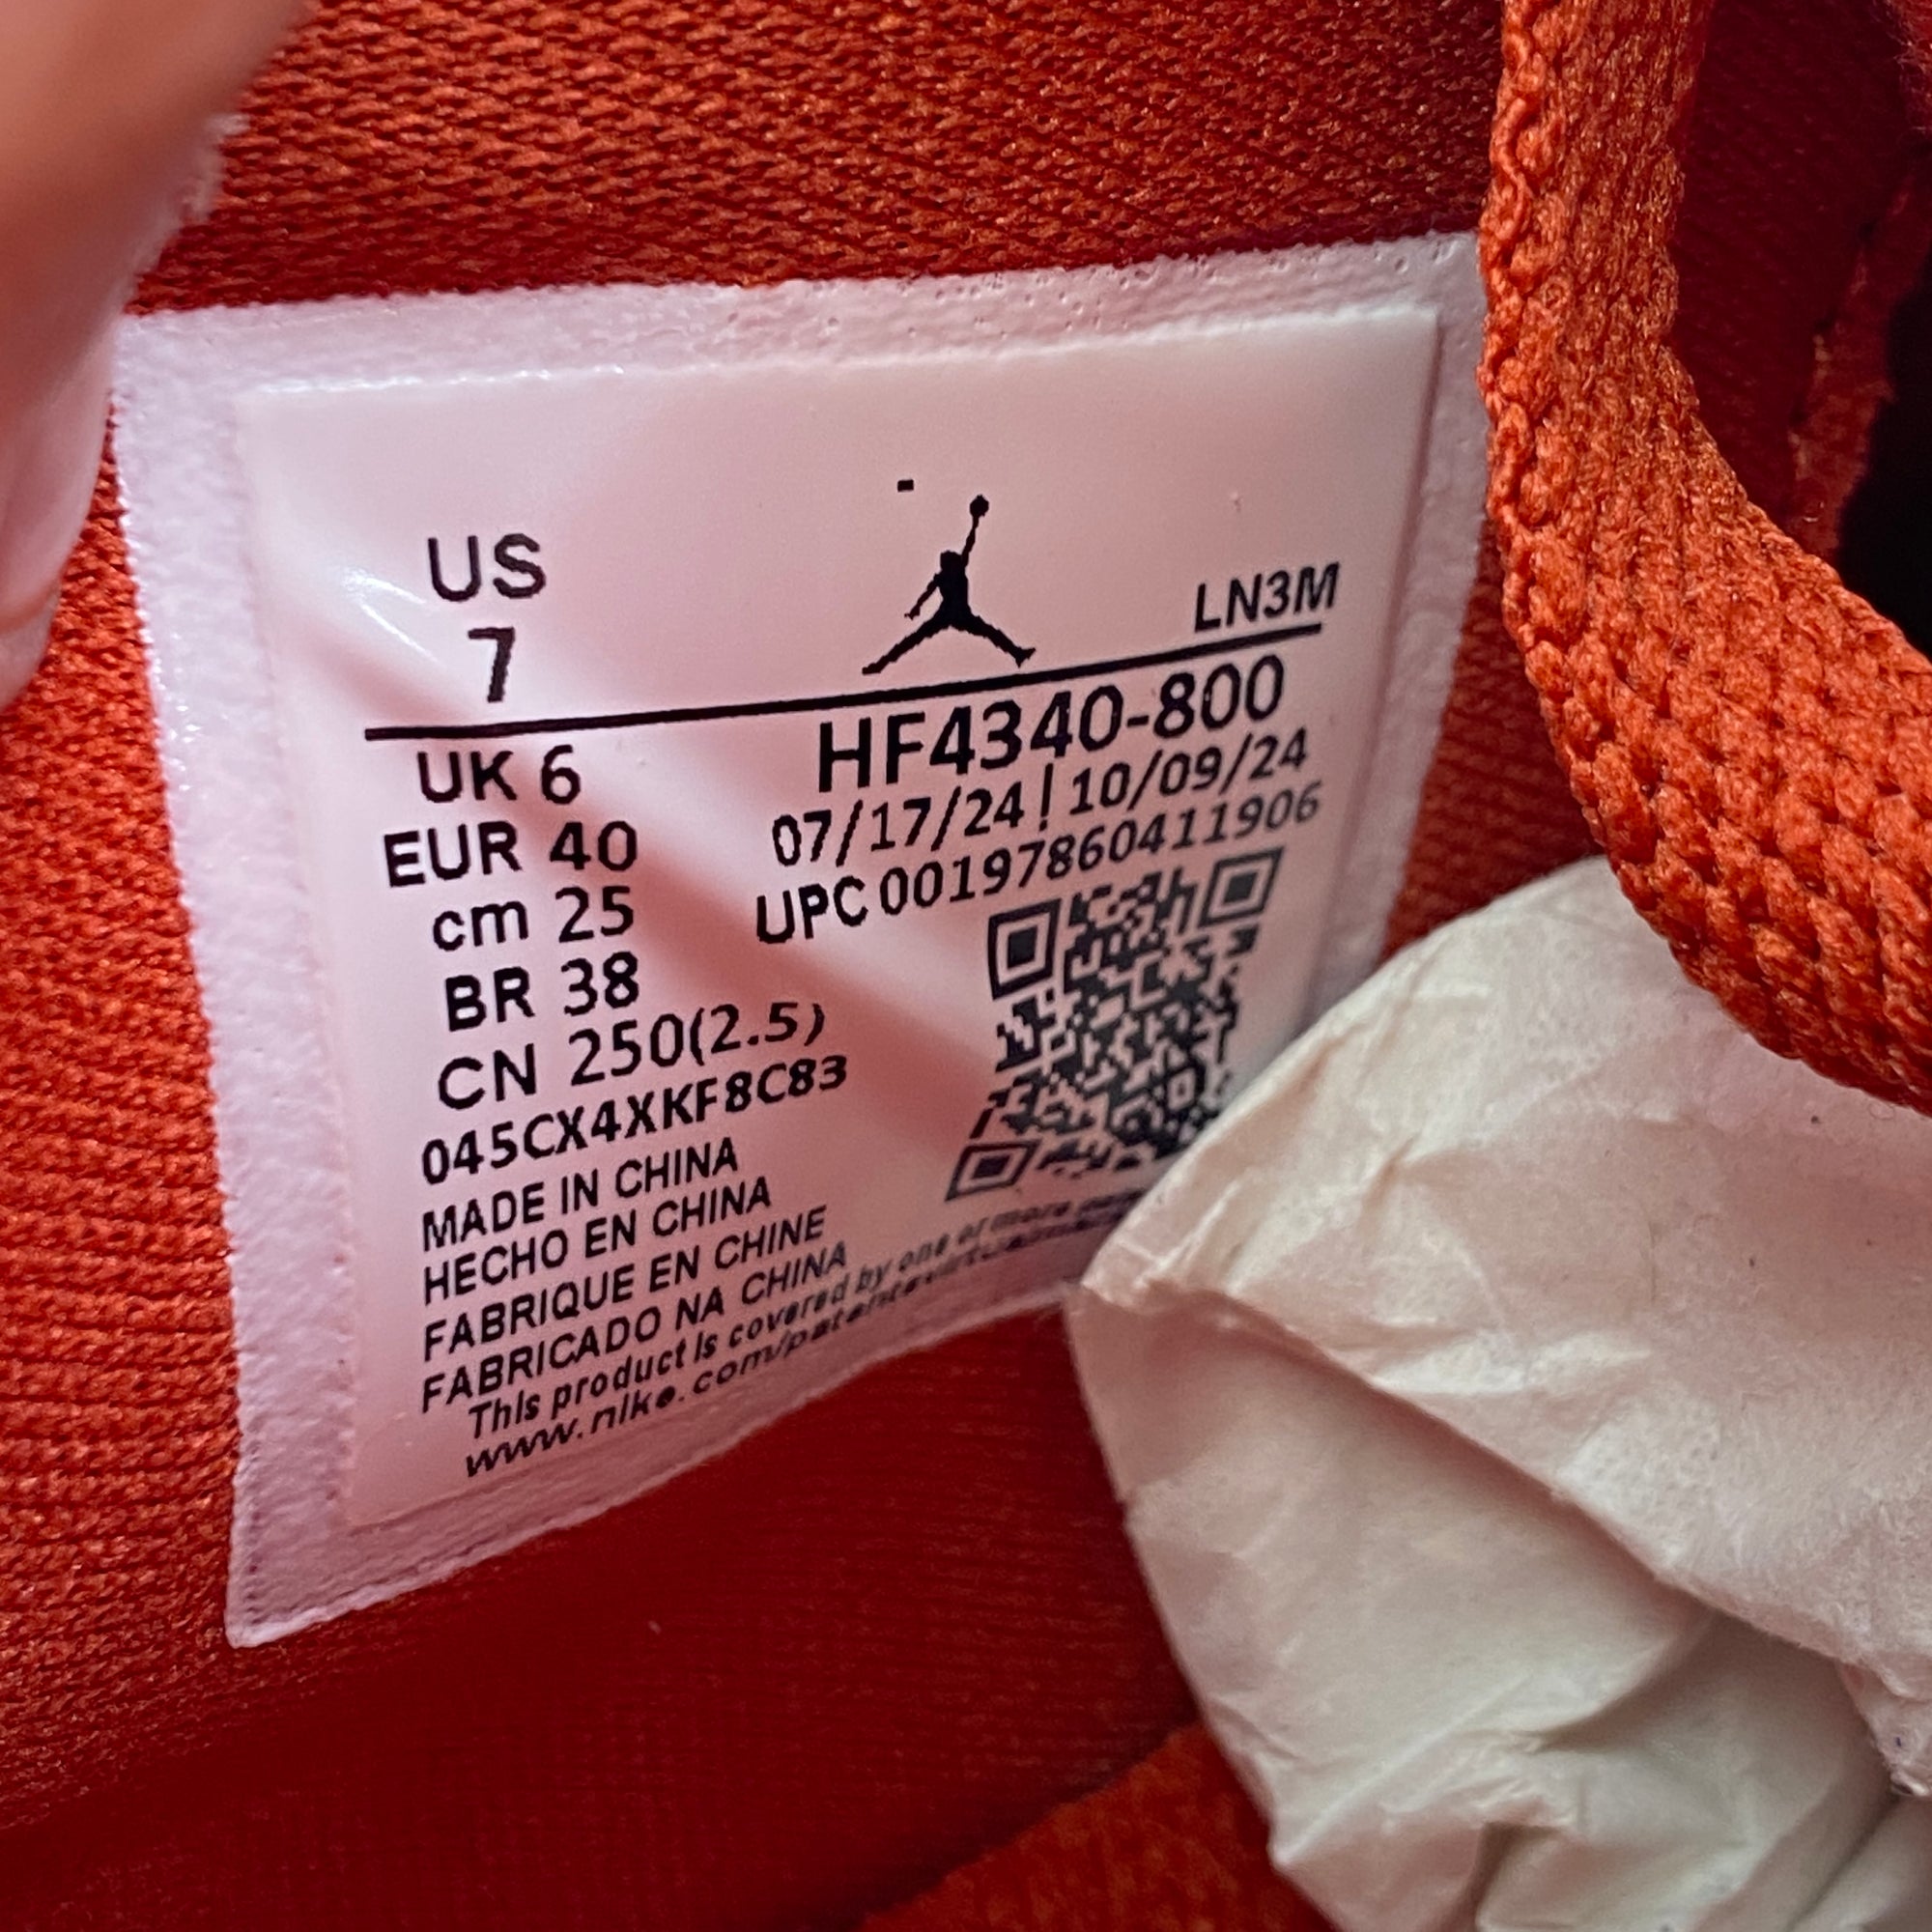 US
7
LN3M
UK 6
EUR 40
cm 25
BR 38
CN 250(2.5)
045CX4XKF8C83
HF4340-800
07/17/24 | 10/09/24
UPC 00197860411906
MADE IN CHINA
HECHO EN CHINA
FABRIQUE EN CHINE
FABRICADO NA CHINA
This product is covered by one or more
www.nike.com/patents